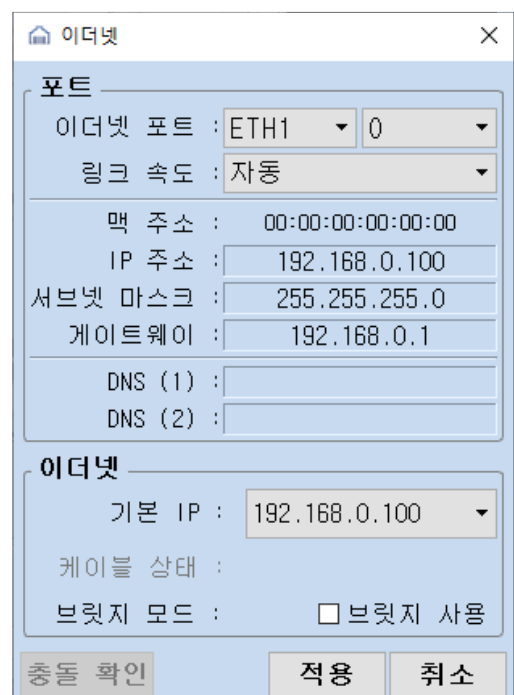 이더넷
포트
이더넷 포트 : ETH1 0
링크 속도 : 자동
맥 주소 : 00:00:00:00:00:00
IP 주소 : 192.168.0.100
서브넷 마스크 : 255.255.255.0
게이트웨이 : 192.168.0.1
DNS (1) :
DNS (2) :
이더넷
기본 IP : 192.168.0.100
케이블 상태 :
브릿지 모드 : 브릿지 사용
충돌 확인 적용 취소